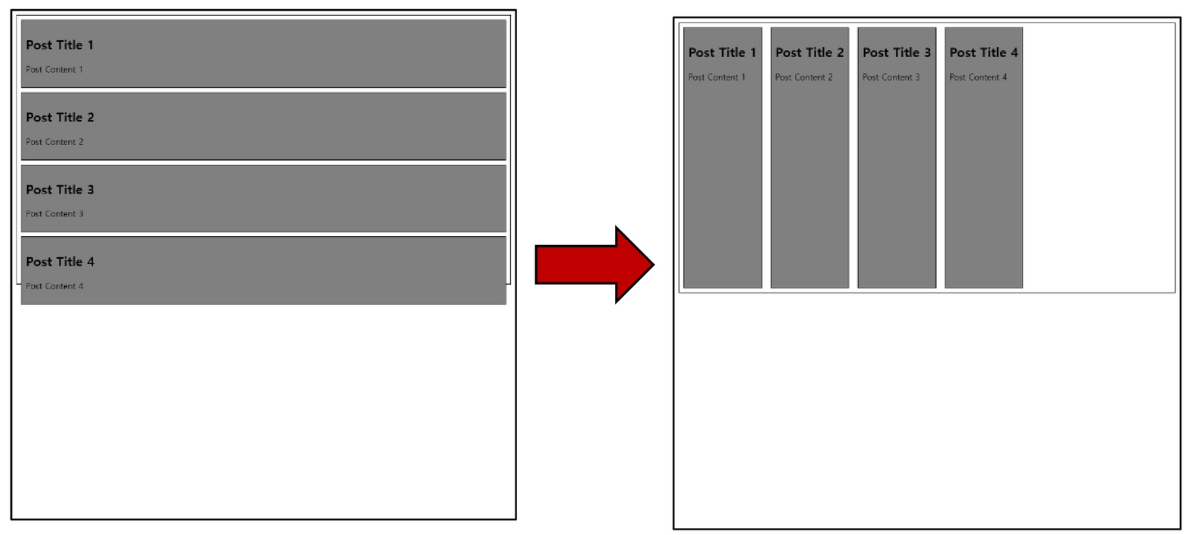 Post Title 1
Post Content 1
Post Title 2
Post Content 2
Post Title 3
Post Content 3
Post Title 4
Post Content 4
Post Title 1
Post Content 1
Post Title 2
Post Content 2
Post Title 3
Post Content 3
Post Title 4
Post Content 4